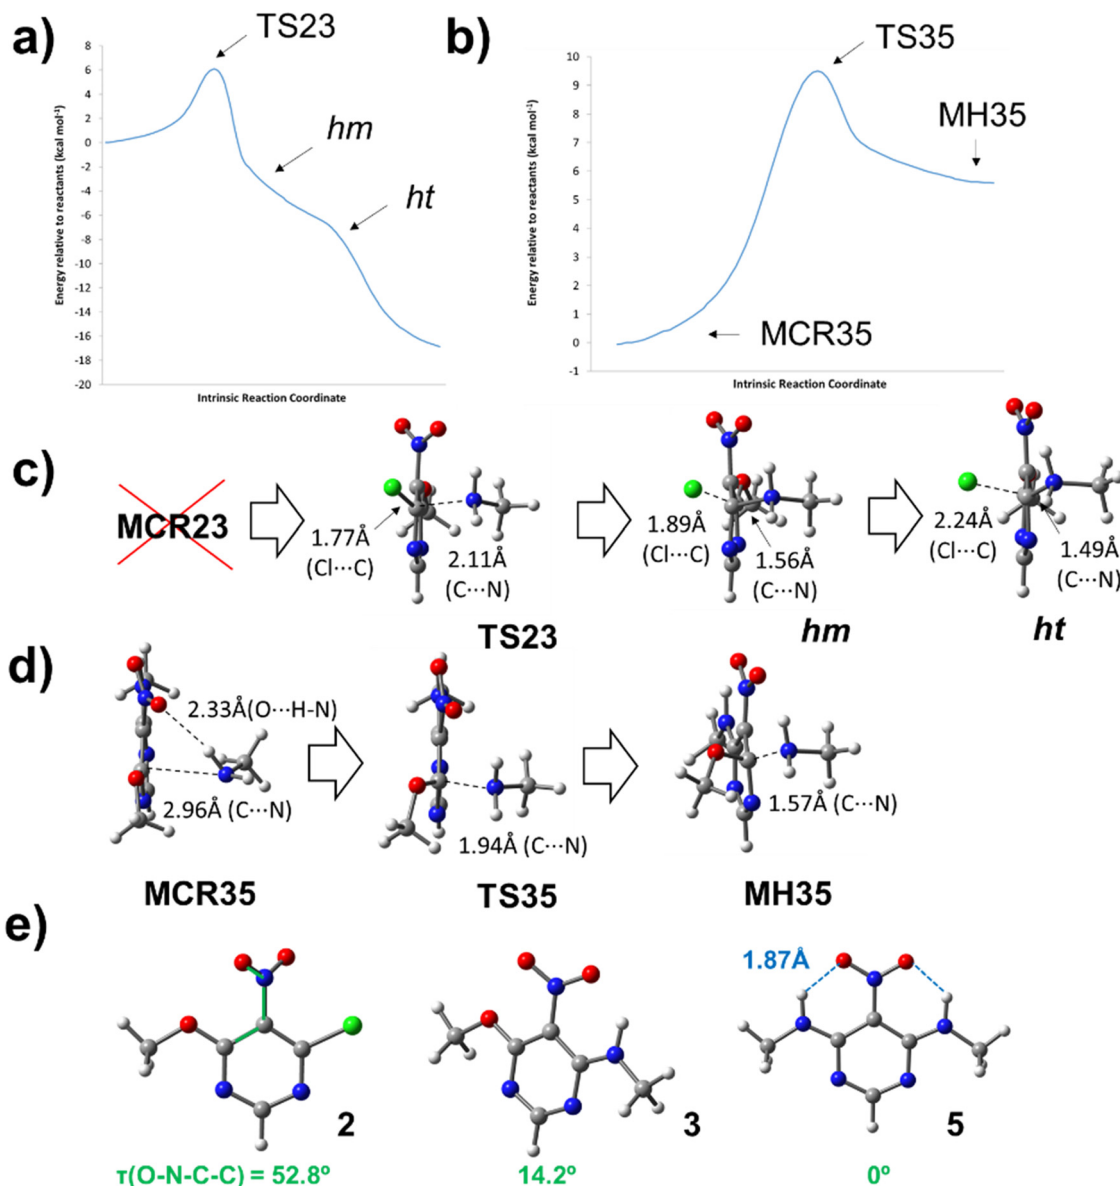 a)
TS23
hm
ht
Energy relative to reactants (kcal mol⁻¹)
8
6
4
2
0
-2
-4
-6
-8
-10
-12
-14
-16
-18
-20
Intrinsic Reaction Coordinate
b)
TS35
MH35
MCR35
Energy relative to reactants (kcal mol⁻¹)
10
9
8
7
6
5
4
3
2
1
0
-1
Intrinsic Reaction Coordinate
c)
MCR23
1.77Å
(Cl···C)
2.11Å
(C···N)
TS23
1.89Å
(Cl···C)
1.56Å
(C···N)
hm
2.24Å
(Cl···C)
1.49Å
(C···N)
ht
d)
2.33Å(O···H-N)
2.96Å (C···N)
MCR35
1.94Å (C···N)
TS35
1.57Å (C···N)
MH35
e)
2
τ(O-N-C-C) = 52.8º
3
14.2º
1.87Å
5
0º